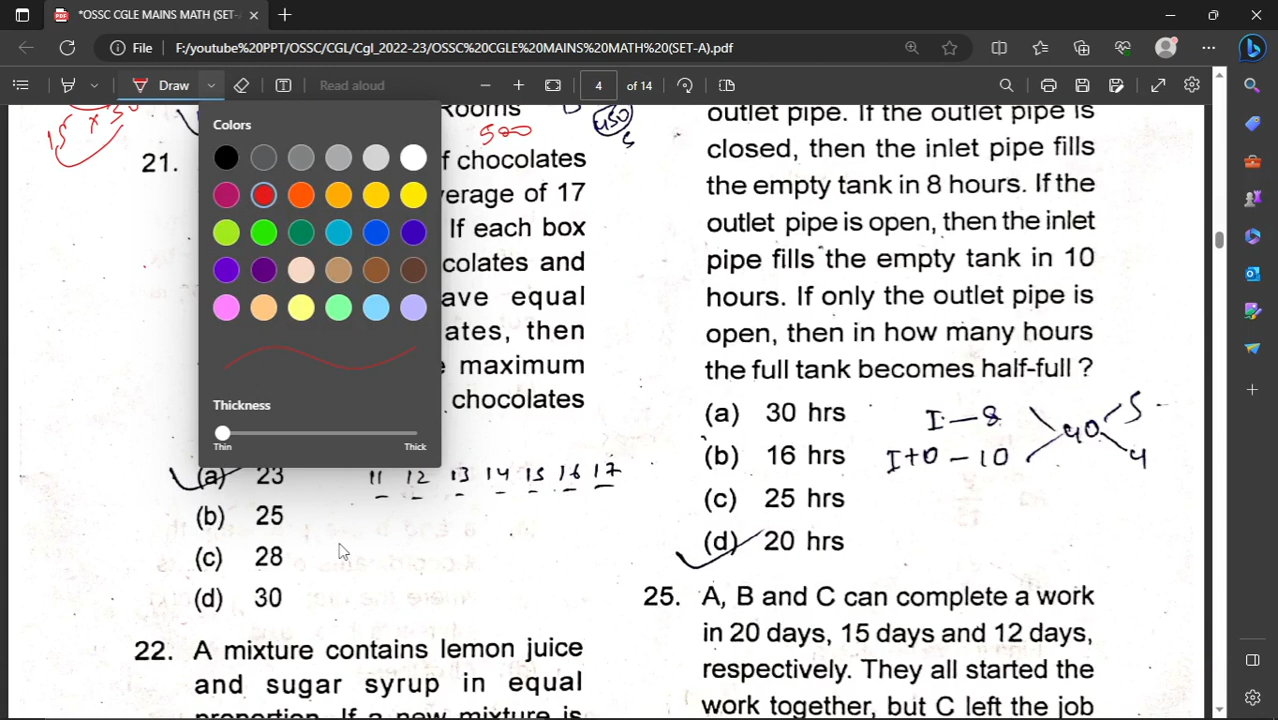 *OSSC CGLE MAINS MATH (SET-A
File F:/youtube%20PPT/OSSC/CGL/Cgl_2022-23/OSSC%20CGLE%20MAINS%20MATH%20(SET-A).pdf
Draw Read aloud 4 of 14
Rooms
500
450
15 x 30
21.
f chocolates
verage of 17
If each box
colates and
ave equal
ates, then
e maximum
chocolates
Colors
Thickness
Thin Thick
(a) 23
11 12 13 14 15 16 17
(b) 25
(c) 28
(d) 30
22. A mixture contains lemon juice
and sugar syrup in equal
proportion. If a new mixture is
outlet pipe. If the outlet pipe is
closed, then the inlet pipe fills
the empty tank in 8 hours. If the
outlet pipe is open, then the inlet
pipe fills the empty tank in 10
hours. If only the outlet pipe is
open, then in how many hours
the full tank becomes half-full ?
(a) 30 hrs
(b) 16 hrs
(c) 25 hrs
(d) 20 hrs
I - 8
I+O - 10
40
5
4
25. A, B and C can complete a work
in 20 days, 15 days and 12 days,
respectively. They all started the
work together, but C left the job